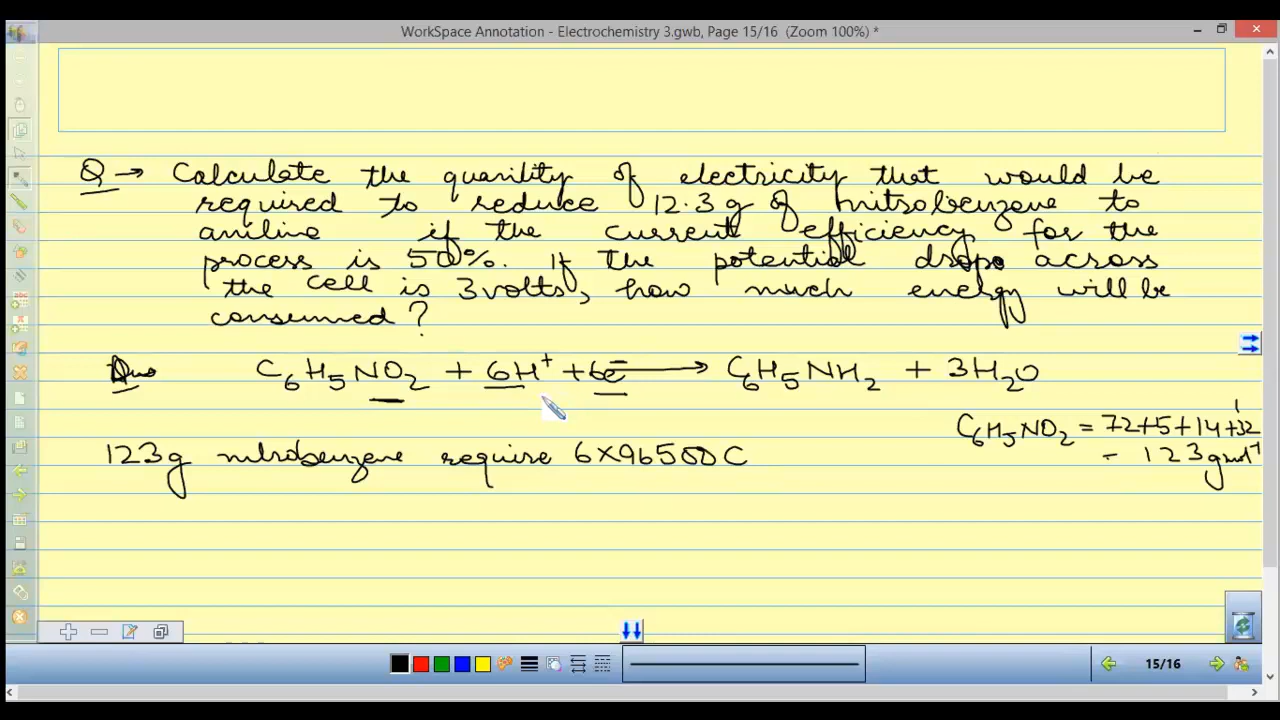 WorkSpace Annotation - Electrochemistry 3.gwb, Page 15/16 (Zoom 100%) *
Q → Calculate the quantity of electricity that would be
required to reduce 12.3 g of nitrobenzene to
aniline if the current efficiency for the
process is 50%. If the potential drops across
the cell is 3 volts, how much energy will be
consumed?
Ans C₆H₅NO₂ + 6H⁺ + 6e⁻ → C₆H₅NH₂ + 3H₂O
C₆H₅NO₂ = 72+5+14+32
= 123 g mol⁻¹
123g nitrobenzene require 6×96500C
15/16